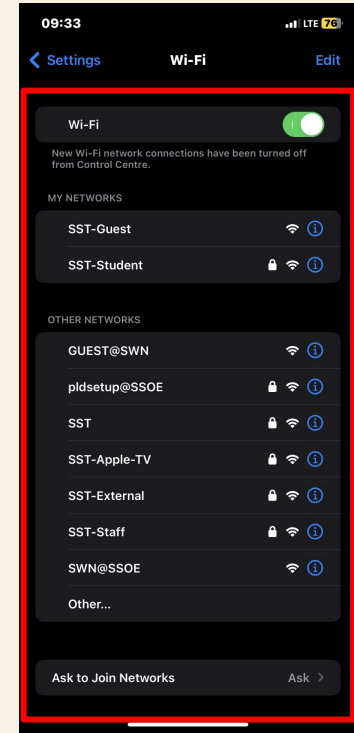 09:33 LTE 76
Settings Wi-Fi Edit
Wi-Fi
New Wi-Fi network connections have been turned off
from Control Centre.
MY NETWORKS
SST-Guest
SST-Student
OTHER NETWORKS
GUEST@SWN
pldsetup@SSOE
SST
SST-Apple-TV
SST-External
SST-Staff
SWN@SSOE
Other...
Ask to Join Networks Ask